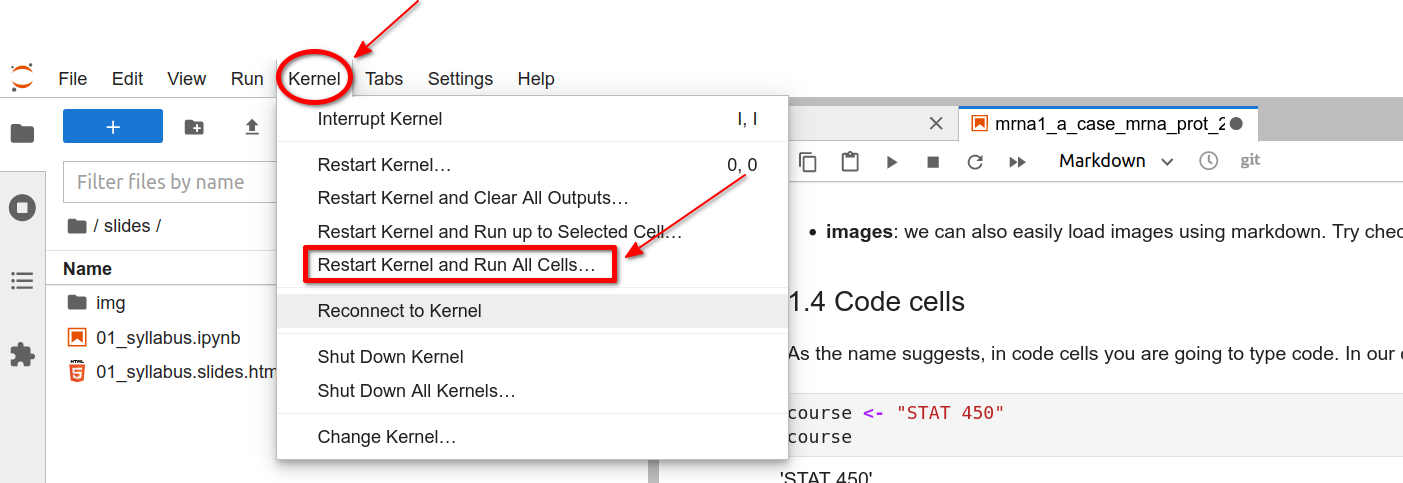 File Edit View Run Kernel Tabs Settings Help
+
Filter files by name
/ slides /
Name
img
01_syllabus.ipynb
HTML
5
01_syllabus.slides.htm
Interrupt Kernel I, I
Restart Kernel… 0, 0
Restart Kernel and Clear All Outputs…
Restart Kernel and Run up to Selected Cell…
Restart Kernel and Run All Cells…
Reconnect to Kernel
Shut Down Kernel
Shut Down All Kernels…
Change Kernel…
mrna1_a_case_mrna_prot_2
Markdown git
• images: we can also easily load images using markdown. Try chec
1.4 Code cells
As the name suggests, in code cells you are going to type code. In our
course <- "STAT 450"
course
'STAT 450'